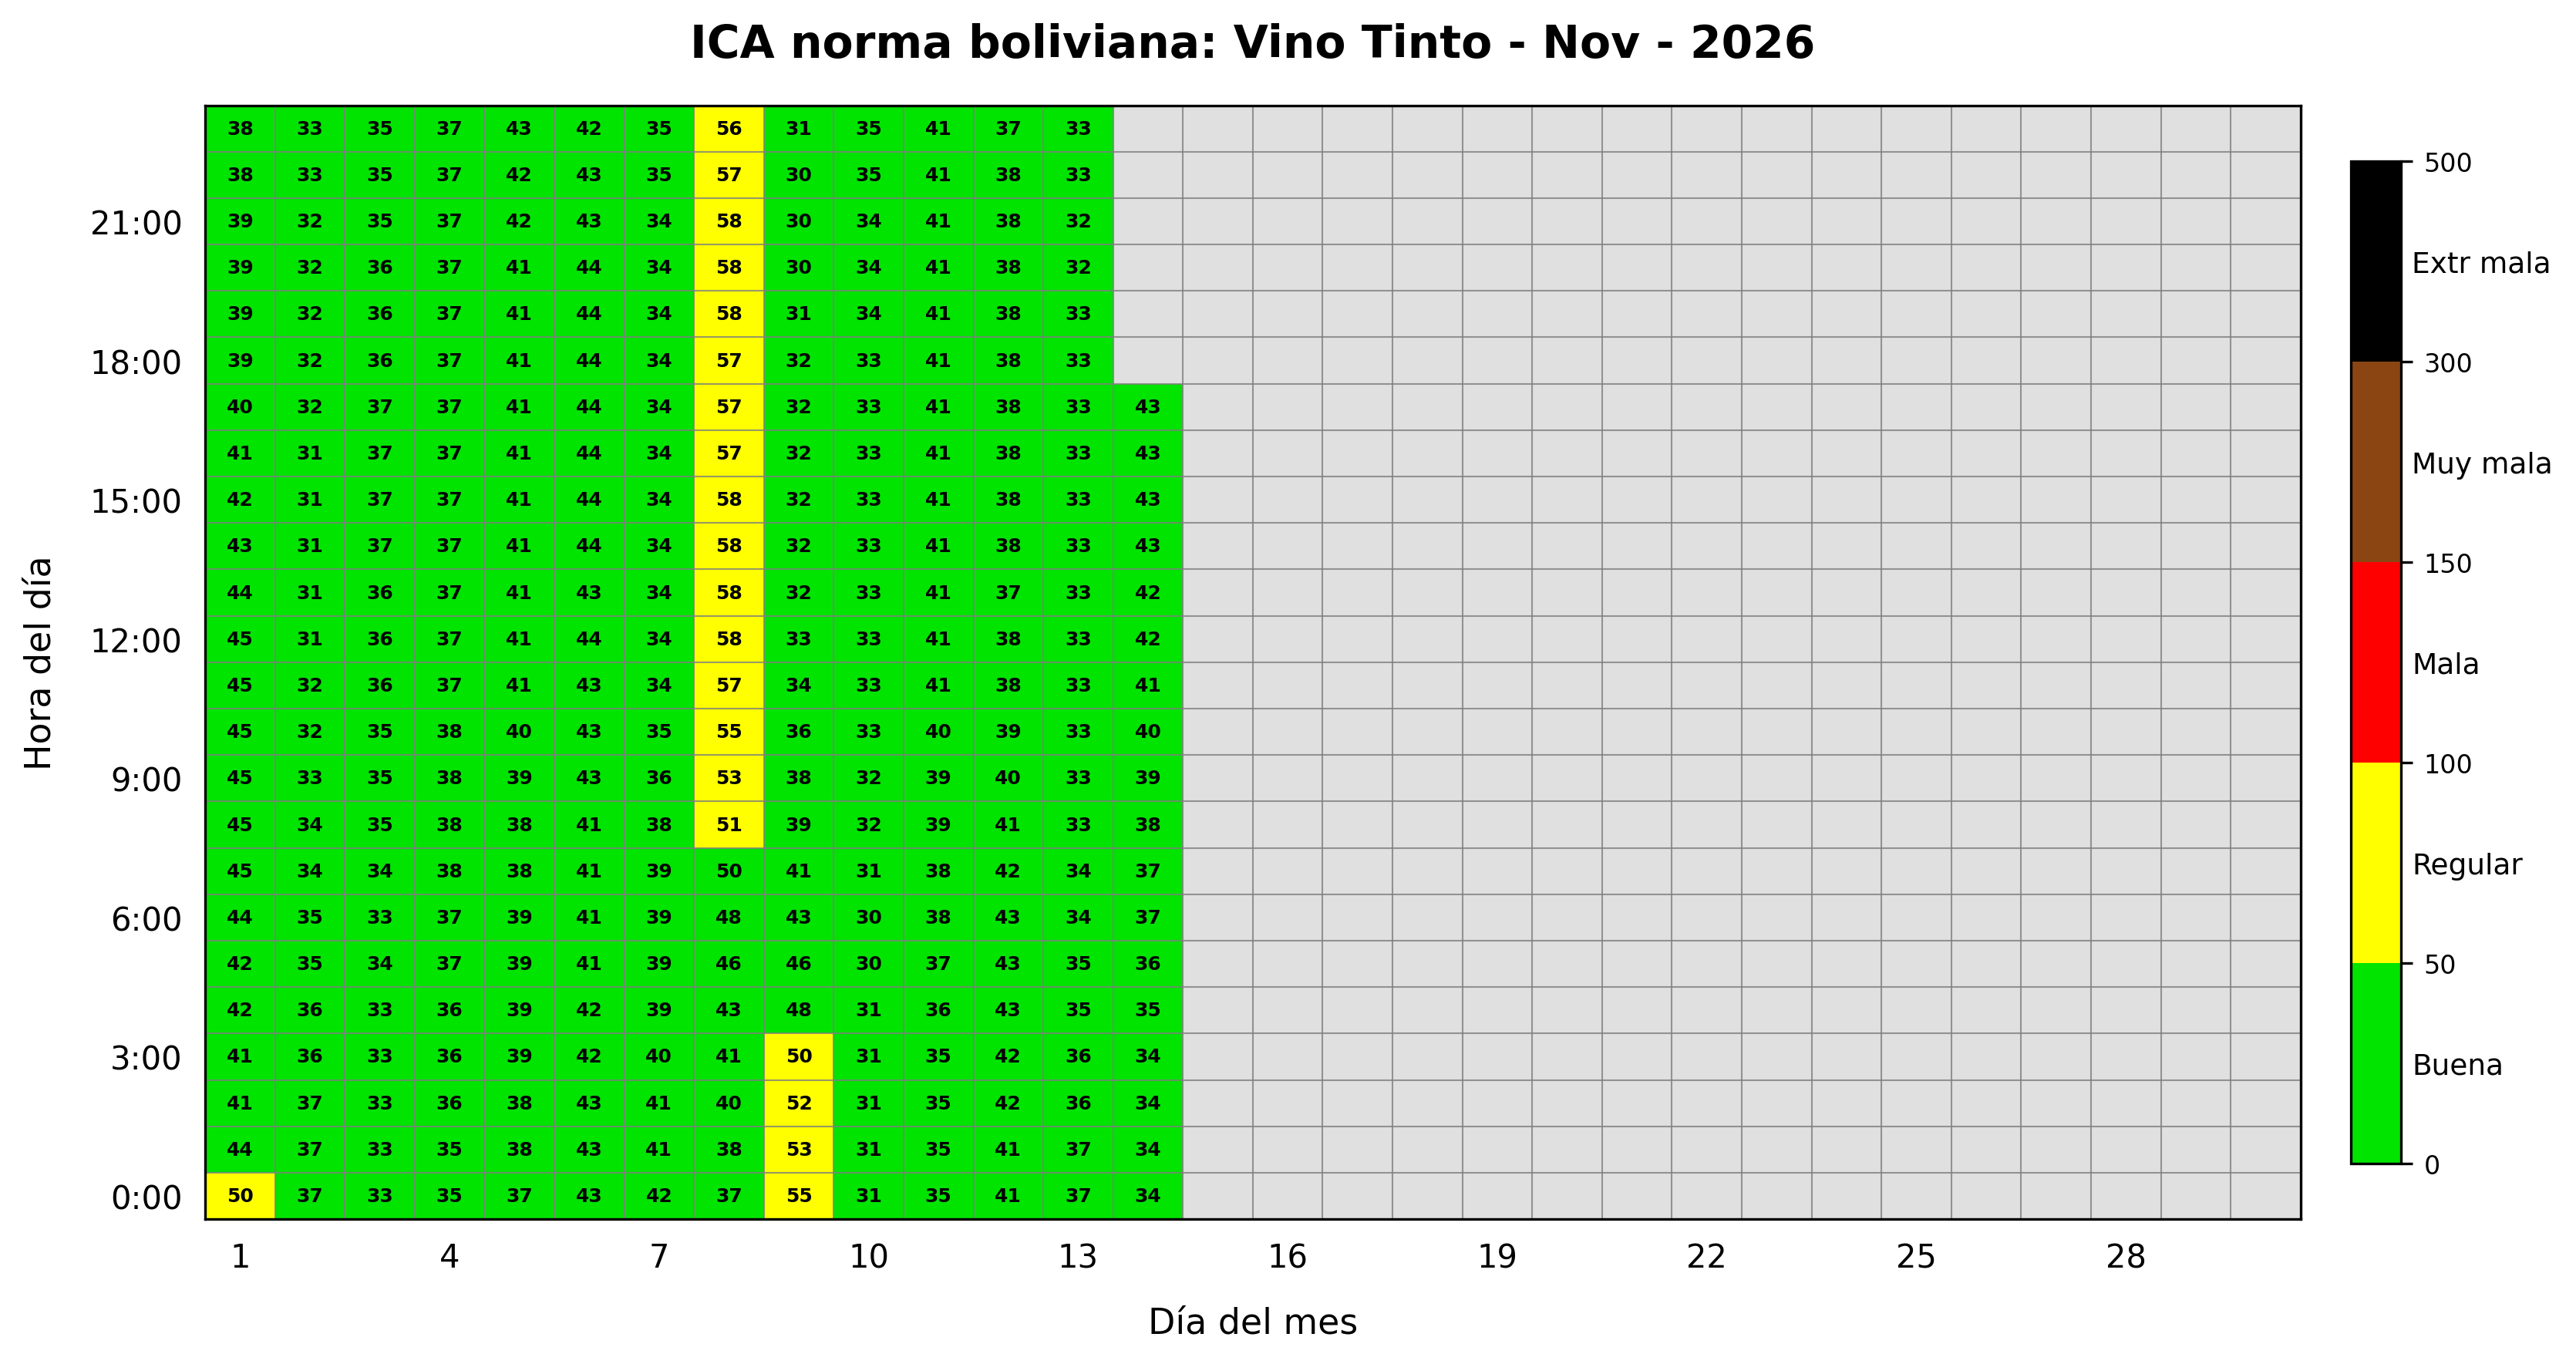 ICA norma boliviana: Vino Tinto - Nov - 2026
38 33 35 37 43 42 35 56 31 35 41 37 33
38 33 35 37 42 43 35 57 30 35 41 38 33
21:00 39 32 35 37 42 43 34 58 30 34 41 38 32
39 32 36 37 41 44 34 58 30 34 41 38 32
39 32 36 37 41 44 34 58 31 34 41 38 33
18:00 39 32 36 37 41 44 34 57 32 33 41 38 33
40 32 37 37 41 44 34 57 32 33 41 38 33 43
41 31 37 37 41 44 34 57 32 33 41 38 33 43
15:00 42 31 37 37 41 44 34 58 32 33 41 38 33 43
43 31 37 37 41 44 34 58 32 33 41 38 33 43
44 31 36 37 41 43 34 58 32 33 41 37 33 42
12:00 45 31 36 37 41 44 34 58 33 33 41 38 33 42
45 32 36 37 41 43 34 57 34 33 41 38 33 41
45 32 35 38 40 43 35 55 36 33 40 39 33 40
9:00 45 33 35 38 39 43 36 53 38 32 39 40 33 39
45 34 35 38 38 41 38 51 39 32 39 41 33 38
45 34 34 38 38 41 39 50 41 31 38 42 34 37
6:00 44 35 33 37 39 41 39 48 43 30 38 43 34 37
42 35 34 37 39 41 39 46 46 30 37 43 35 36
42 36 33 36 39 42 39 43 48 31 36 43 35 35
3:00 41 36 33 36 39 42 40 41 50 31 35 42 36 34
41 37 33 36 38 43 41 40 52 31 35 42 36 34
44 37 33 35 38 43 41 38 53 31 35 41 37 34
0:00 50 37 33 35 37 43 42 37 55 31 35 41 37 34
1 4 7 10 13 16 19 22 25 28
Día del mes
Hora del día
500
Extr mala
300
Muy mala
150
Mala
100
Regular
50
Buena
0